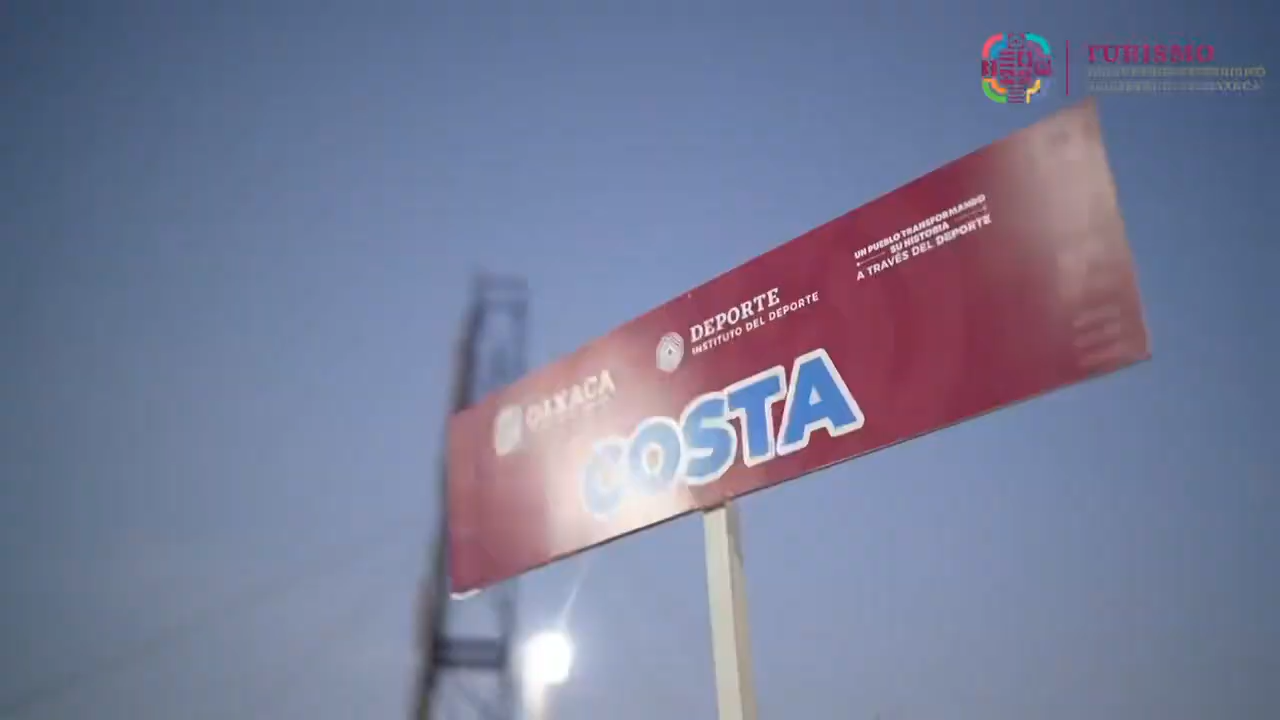 TURISMO
UN PUEBLO TRANSFORMANDO
SU HISTORIA
A TRAVÉS DEL DEPORTE
DEPORTE
INSTITUTO DEL DEPORTE
OAXACA
COSTA